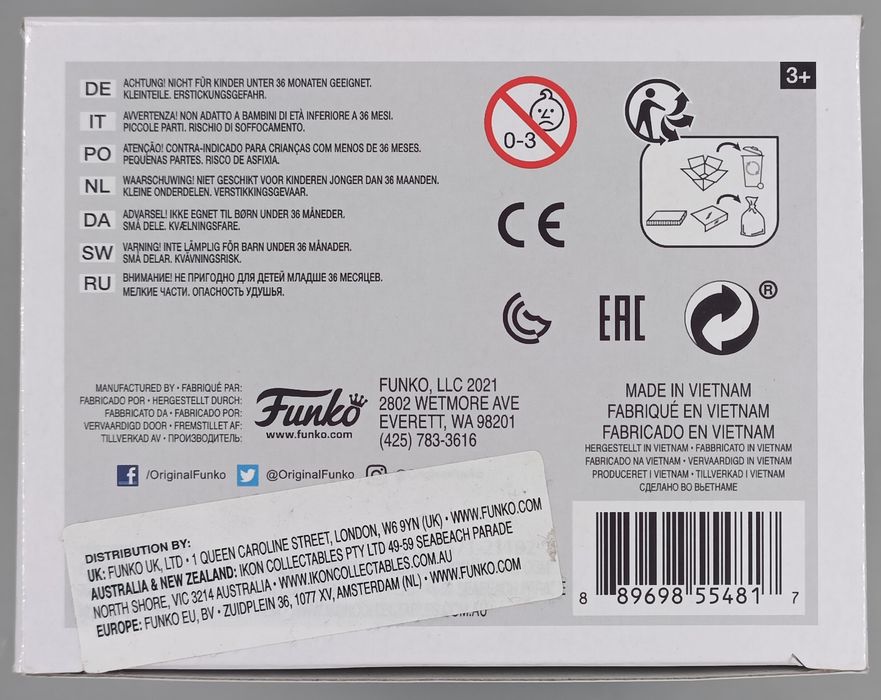 3+
DE ACHTUNG! NICHT FÜR KINDER UNTER 36 MONATEN GEEIGNET.
KLEINTEILE. ERSTICKUNGSGEFAHR.
IT AVVERTENZA! NON ADATTO A BAMBINI DI ETÀ INFERIORE A 36 MESI.
PICCOLE PARTI. RISCHIO DI SOFFOCAMENTO.
PO ATENÇÃO! CONTRA-INDICADO PARA CRIANÇAS COM MENOS DE 36 MESES.
PEQUENAS PARTES. RISCO DE ASFIXIA.
NL WAARSCHUWING! NIET GESCHIKT VOOR KINDEREN JONGER DAN 36 MAANDEN.
KLEINE ONDERDELEN. VERSTIKKINGSGEVAAR.
DA ADVARSEL! IKKE EGNET TIL BØRN UNDER 36 MÅNEDER.
SMÅ DELE. KVÆLNINGSFARE.
SW VARNING! INTE LÄMPLIG FÖR BARN UNDER 36 MÅNADER.
SMÅ DELAR. KVÄVNINGSRISK.
RU ВНИМАНИЕ! НЕ ПРИГОДНО ДЛЯ ДЕТЕЙ МЛАДШЕ 36 МЕСЯЦЕВ.
МЕЛКИЕ ЧАСТИ. ОПАСНОСТЬ УДУШЬЯ.
0-3
CE
EAC
®
MANUFACTURED BY • FABRIQUÉ PAR:
FABRICADO POR • HERGESTELLT DURCH:
FABBRICATO DA • FABRICADO POR:
VERVAARDIGD DOOR • FREMSTILLET AF:
TILLVERKAD AV • ПРОИЗВОДИТЕЛЬ:
Funko
www.funko.com
FUNKO, LLC 2021
2802 WETMORE AVE
EVERETT, WA 98201
(425) 783-3616
/OriginalFunko @OriginalFunko
MADE IN VIETNAM
FABRIQUÉ EN VIETNAM
FABRICADO EN VIETNAM
HERGESTELLT IN VIETNAM • FABBRICATO IN VIETNAM
FABRICADO NA VIETNAM • VERVAARDIGD IN VIETNAM
PRODUCERET I VIETNAM • TILLVERKAD I VIETNAM
СДЕЛАНО ВО ВЬЕТНАМЕ
DISTRIBUTION BY:
UK: FUNKO UK, LTD • 1 QUEEN CAROLINE STREET, LONDON, W6 9YN (UK) • WWW.FUNKO.COM
AUSTRALIA & NEW ZEALAND: IKON COLLECTABLES PTY LTD 49-59 SEABEACH PARADE
NORTH SHORE, VIC 3214 AUSTRALIA • WWW.IKONCOLLECTABLES.COM.AU
EUROPE: FUNKO EU, BV • ZUIDPLEIN 36, 1077 XV, AMSTERDAM (NL) • WWW.FUNKO.COM
8 89698 55481 7